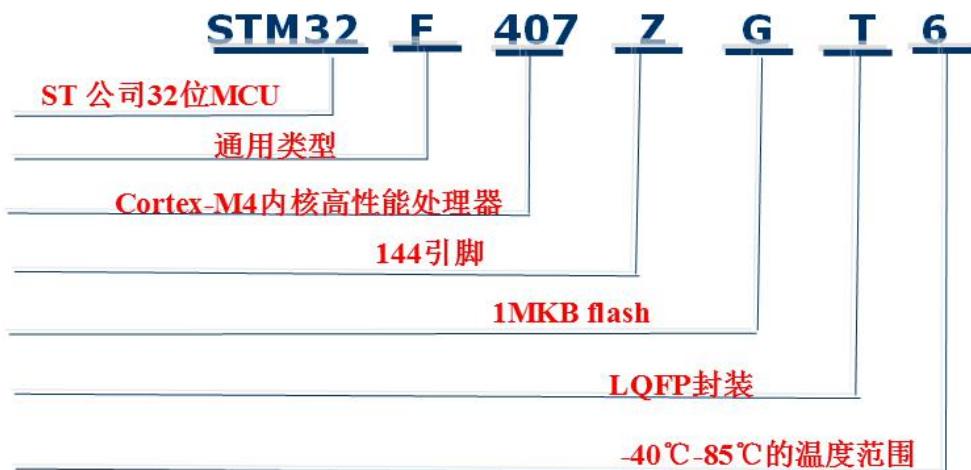 STM32 F 407 Z G T 6
ST 公司32位MCU
通用类型
Cortex-M4内核高性能处理器
144引脚
1MKB flash
LQFP封装
-40℃-85℃的温度范围